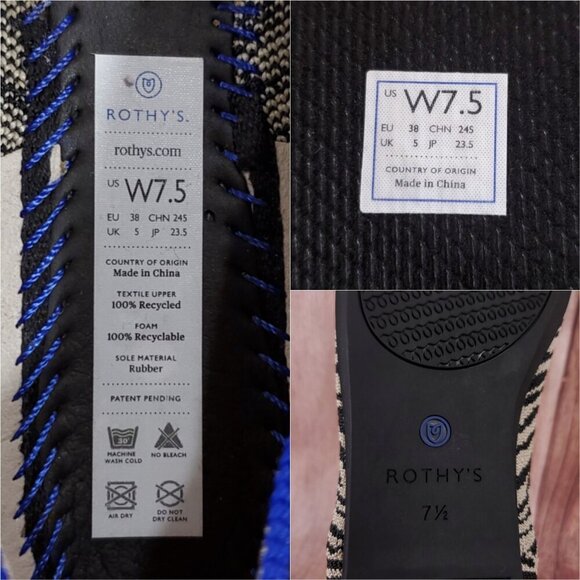 ROTHY'S.
rothys.com
US W7.5
EU 38 CHN 245
UK 5 JP 23.5
COUNTRY OF ORIGIN
Made in China
TEXTILE UPPER
100% Recycled
FOAM
100% Recyclable
SOLE MATERIAL
Rubber
PATENT PENDING
30°
MACHINE WASH COLD
NO BLEACH
AIR DRY
DO NOT DRY CLEAN
US W7.5
EU 38 CHN 245
UK 5 JP 23.5
COUNTRY OF ORIGIN
Made in China
ROTHY'S
7½